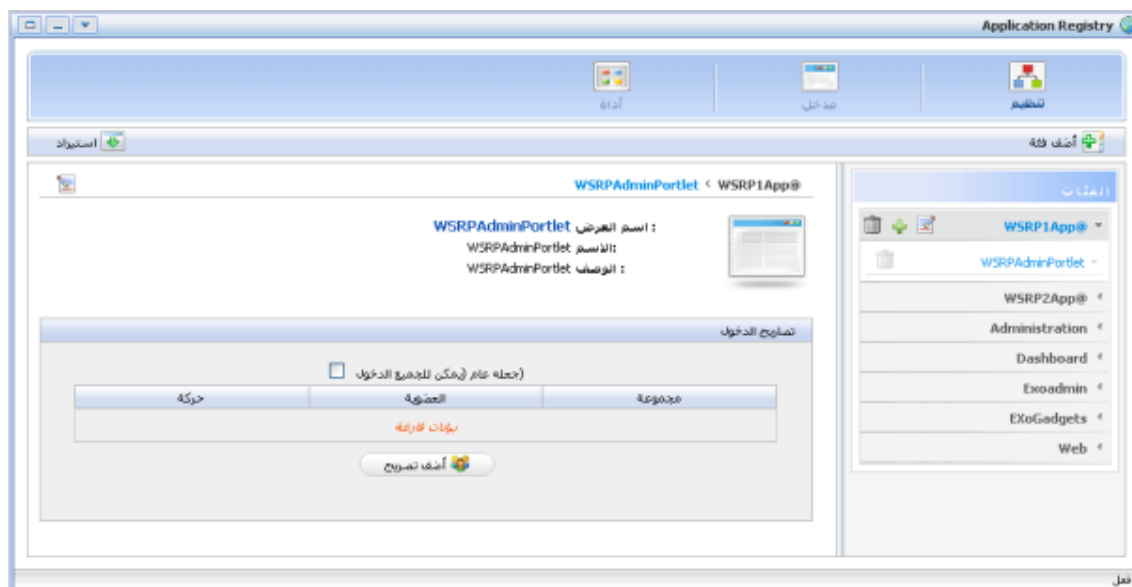 Application Registry
تنظيم
مدخل
أداة
أضف فئة
استيراد
الفئات
WSRP1App@
WSRPAdminPortlet
WSRP2App@
Administration
Dashboard
Exoadmin
EXoGadgets
Web
WSRPAdminPortlet < WSRP1App@
: اسم العرض WSRPAdminPortlet
:الاسم WSRPAdminPortlet
: الوصف WSRPAdminPortlet
تصاريح الدخول
(جعله عام (يمكن للجميع الدخول
مجموعة العضوية حركة
بيؤات فارغة
أضف تصريح